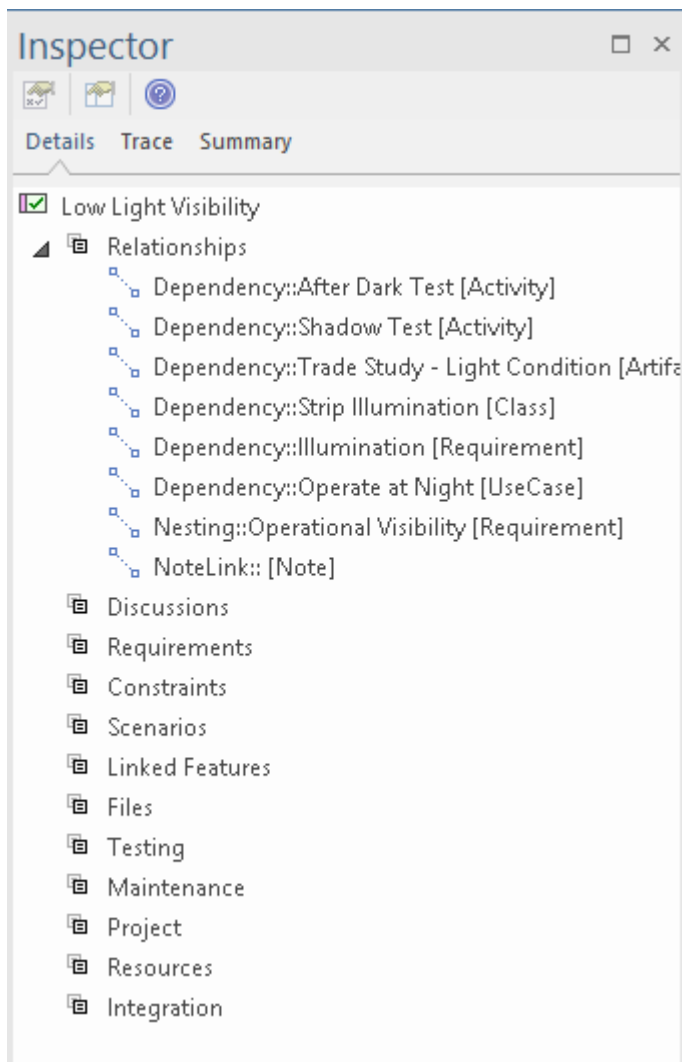 Inspector
Details Trace Summary
Low Light Visibility
Relationships
Dependency::After Dark Test [Activity]
Dependency::Shadow Test [Activity]
Dependency::Trade Study - Light Condition [Artifa
Dependency::Strip Illumination [Class]
Dependency::Illumination [Requirement]
Dependency::Operate at Night [UseCase]
Nesting::Operational Visibility [Requirement]
NoteLink:: [Note]
Discussions
Requirements
Constraints
Scenarios
Linked Features
Files
Testing
Maintenance
Project
Resources
Integration